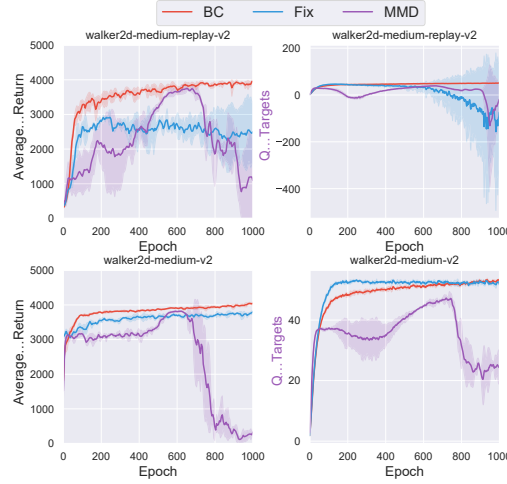 BC Fix MMD
walker2d-medium-replay-v2
Average...Return
5000
4000
3000
2000
1000
0
0 200 400 600 800 1000
Epoch
walker2d-medium-replay-v2
Q...Targets
200
0
−200
−400
0 200 400 600 800 1000
Epoch
walker2d-medium-v2
Average...Return
5000
4000
3000
2000
1000
0
0 200 400 600 800 1000
Epoch
walker2d-medium-v2
Q...Targets
40
20
0
0 200 400 600 800 1000
Epoch